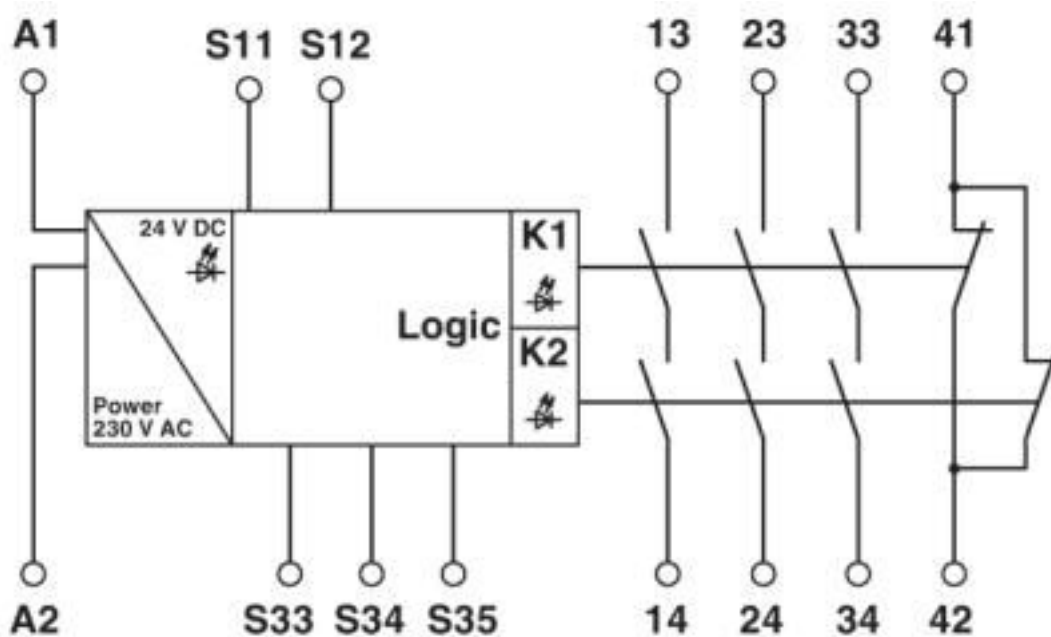 A1
S11
S12
13
23
33
41
24 V DC
K1
Logic
K2
Power
230 V AC
A2
S33
S34
S35
14
24
34
42